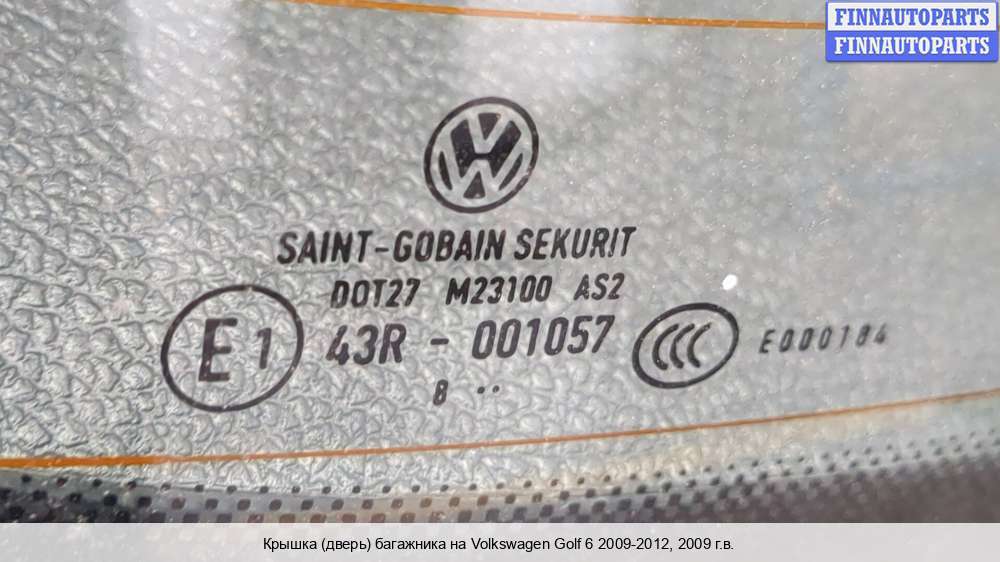 FINNAUTOPARTS
FINNAUTOPARTS
SAINT-GOBAIN SEKURIT
DOT27 M23100 AS2
E1 43R - 001057 CCC E000184
8 ..
Крышка (дверь) багажника на Volkswagen Golf 6 2009-2012, 2009 г.в.